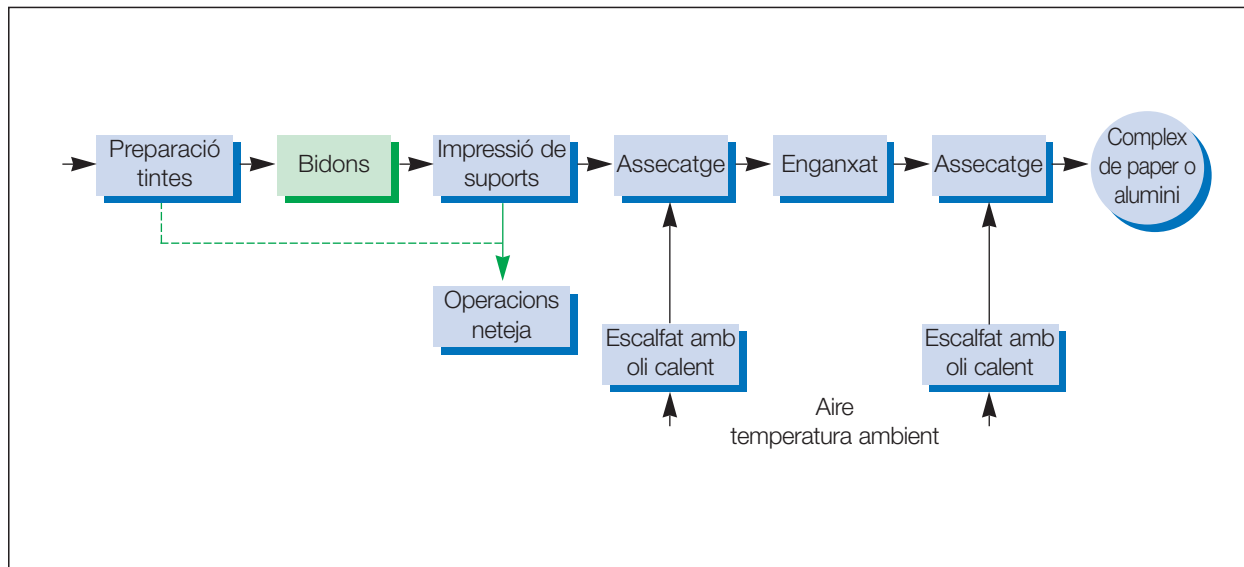 Preparació
tintes
Bidons
Impressió de
suports
Assecatge
Enganxat
Assecatge
Complex
de paper o
alumini
Operacions
neteja
Escalfat amb
oli calent
Escalfat amb
oli calent
Aire
temperatura ambient